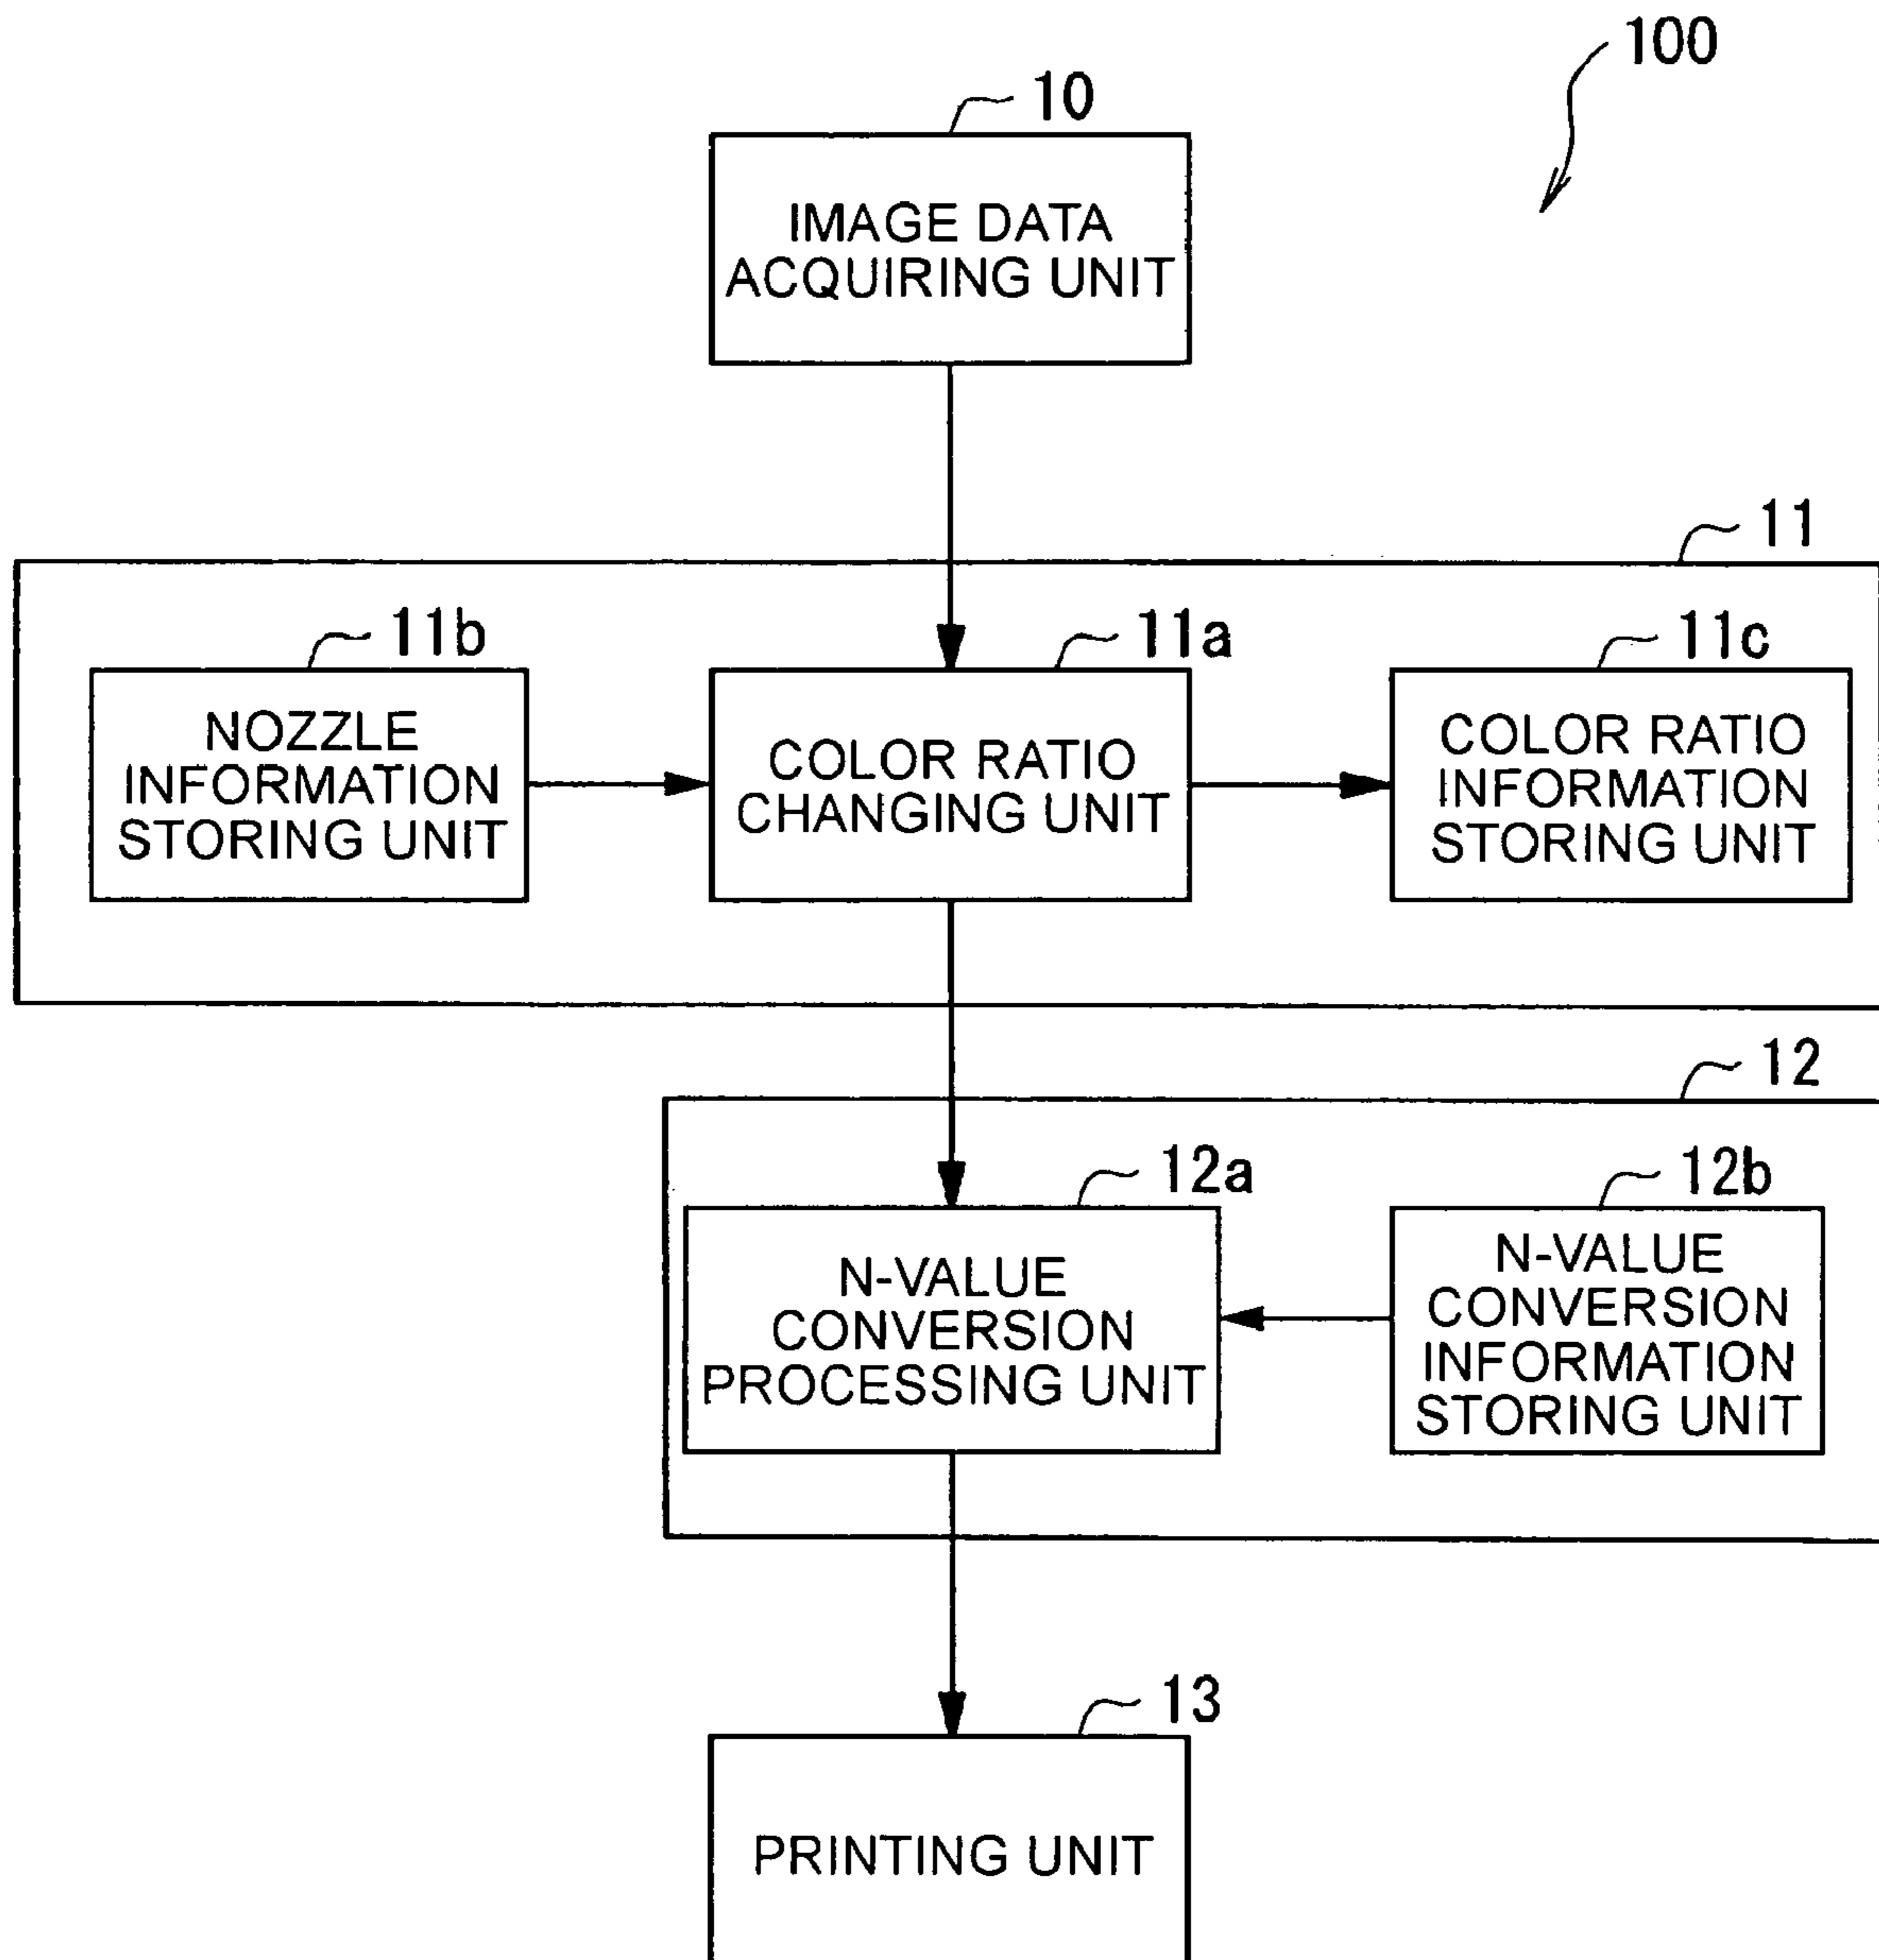 100
10
IMAGE DATA
ACQUIRING UNIT
11
11b
NOZZLE
INFORMATION
STORING UNIT
11a
COLOR RATIO
CHANGING UNIT
11c
COLOR RATIO
INFORMATION
STORING UNIT
12
12a
N-VALUE
CONVERSION
PROCESSING UNIT
12b
N-VALUE
CONVERSION
INFORMATION
STORING UNIT
13
PRINTING UNIT